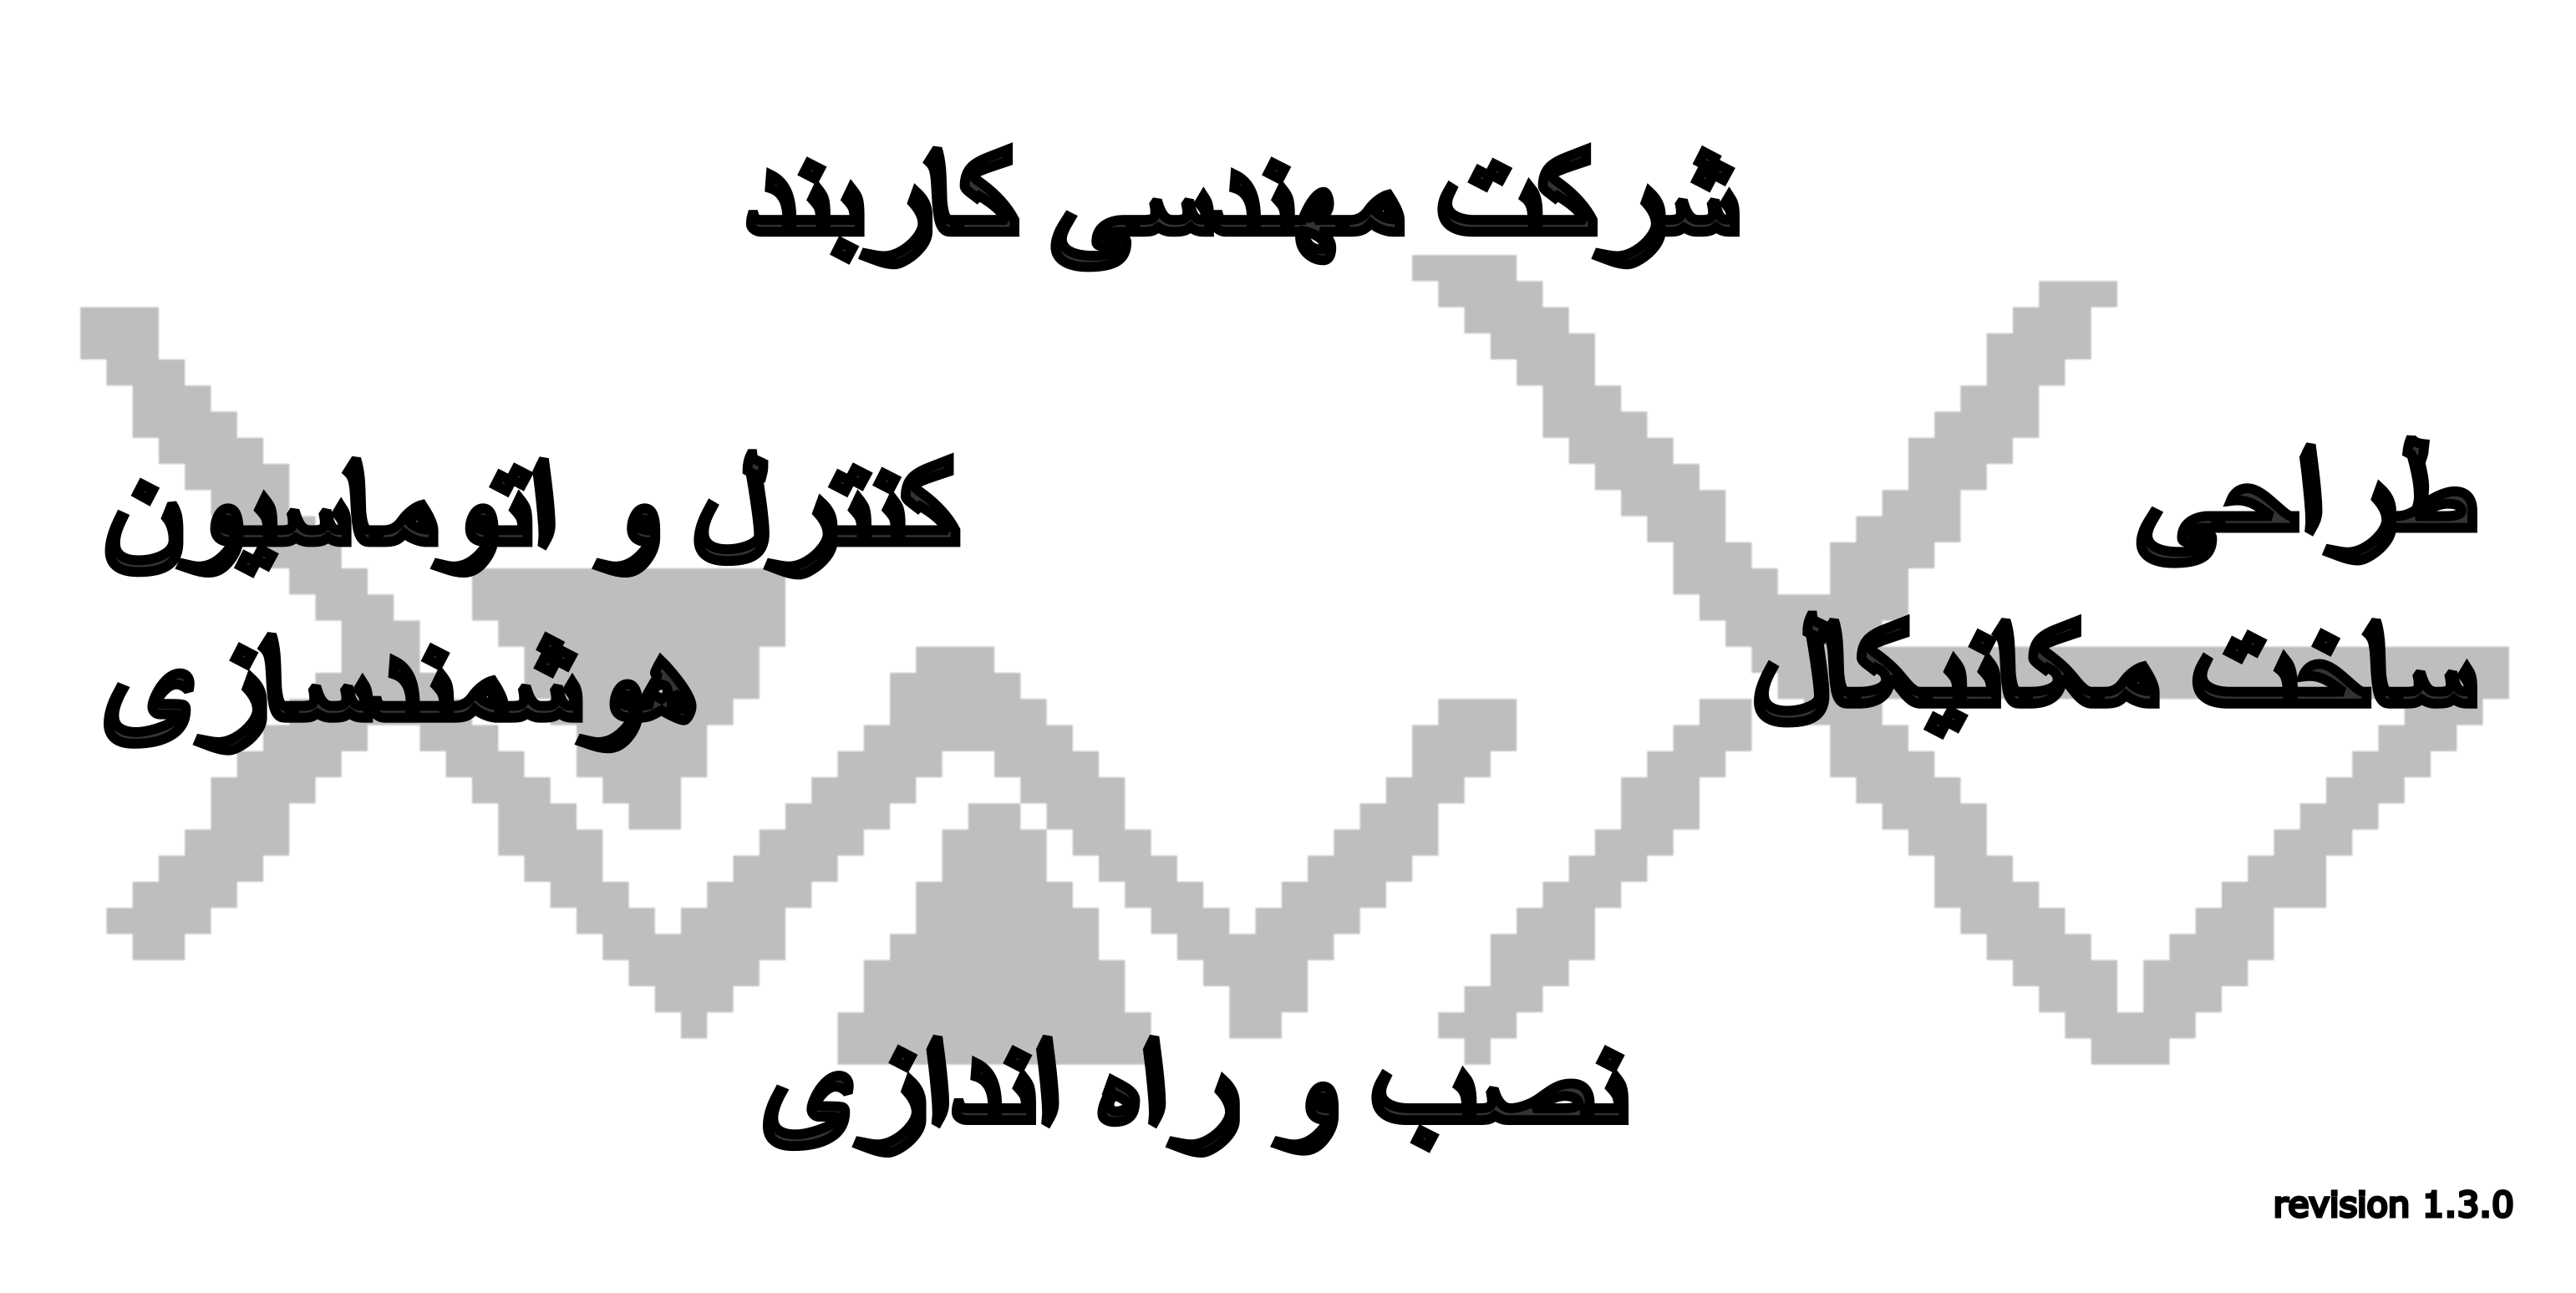 شرکت مهندسی کاربند
طراحی
کنترل و اتوماسیون
ساخت مکانیکال
هوشمندسازی
نصب و راه اندازی
revision 1.3.0